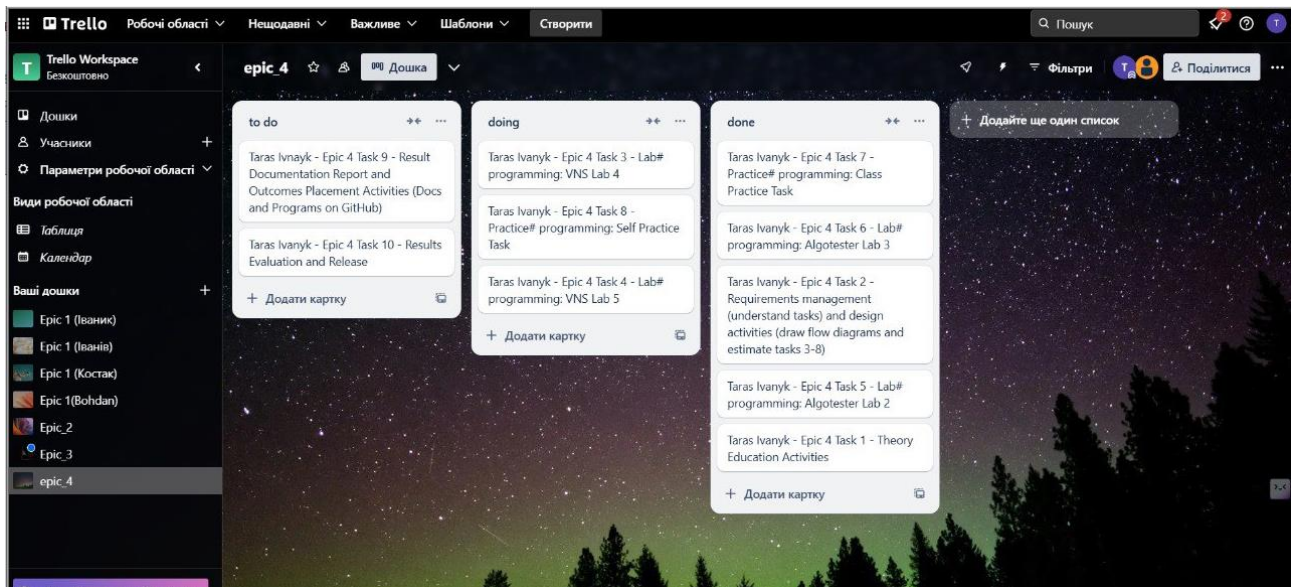 Trello Робочі області Нещодавні Важливе Шаблони Створити Пошук 2 T
T Trello Workspace
Безкоштовно
epic_4 Дошка Фільтри T Поділитися
Дошки
Учасники
Параметри робочої області
Види робочої області
Таблиця
Календар
Ваші дошки
Epic 1 (Іваник)
Epic 1 (Іванів)
Epic 1 (Костак)
Epic 1(Bohdan)
Epic_2
Epic_3
epic_4
to do
Taras Ivnayk - Epic 4 Task 9 - Result
Documentation Report and
Outcomes Placement Activities (Docs
and Programs on GitHub)
Taras Ivanyk - Epic 4 Task 10 - Results
Evaluation and Release
+ Додати картку
doing
Taras Ivanyk - Epic 4 Task 3 - Lab#
programming: VNS Lab 4
Taras Ivanyk - Epic 4 Task 8 -
Practice# programming: Self Practice
Task
Taras Ivanyk - Epic 4 Task 4 - Lab#
programming: VNS Lab 5
+ Додати картку
done
Taras Ivanyk - Epic 4 Task 7 -
Practice# programming: Class
Practice Task
Taras Ivanyk - Epic 4 Task 6 - Lab#
programming: Algotester Lab 3
Taras Ivanyk - Epic 4 Task 2 -
Requirements management
(understand tasks) and design
activities (draw flow diagrams and
estimate tasks 3-8)
Taras Ivanyk - Epic 4 Task 5 - Lab#
programming: Algotester Lab 2
Taras Ivanyk - Epic 4 Task 1 - Theory
Education Activities
+ Додати картку
+ Додайте ще один список